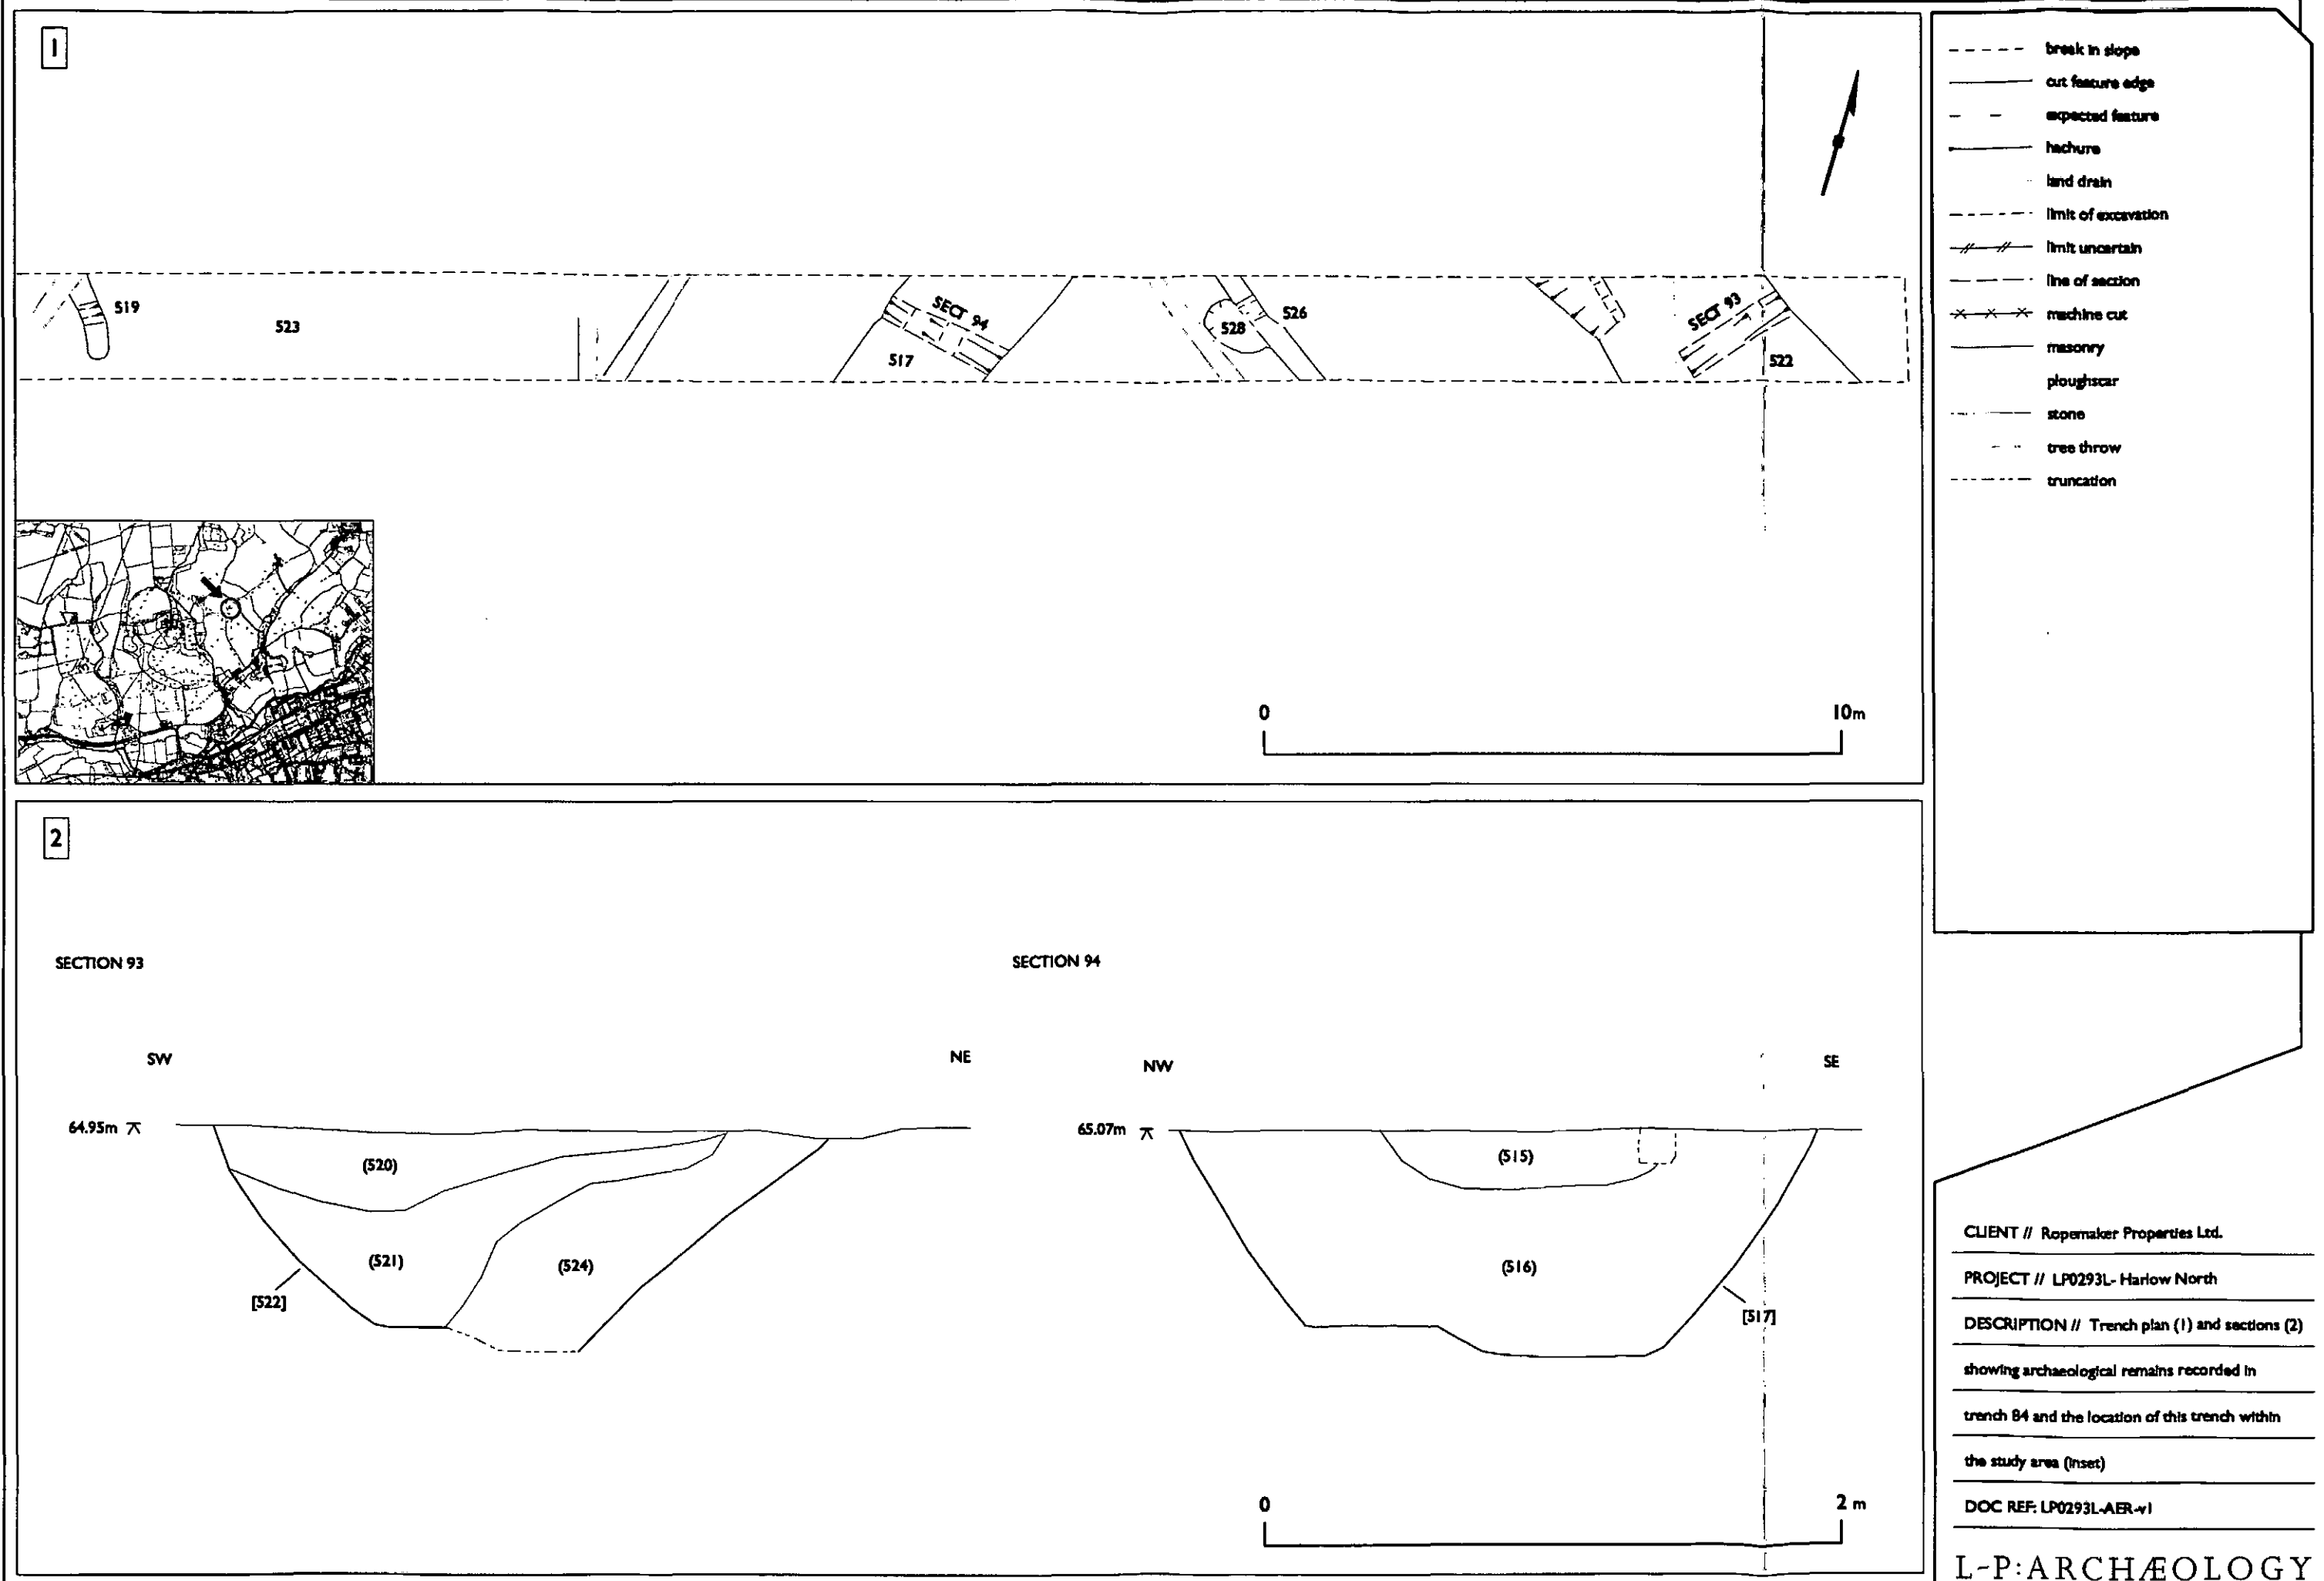 1
519
523
SECT 94
517
528
526
SECT 93
522
0
10m
break in slope
cut feature edge
expected feature
hachure
land drain
limit of excavation
limit uncertain
line of section
machine cut
masonry
ploughscar
stone
tree throw
truncation
2
SECTION 93
SECTION 94
SW
NE
NW
SE
64.95m
65.07m
(520)
(521)
(524)
[522]
(515)
(516)
[517]
0
2 m
CLIENT // Ropemaker Properties Ltd.
PROJECT // LP0293L- Harlow North
DESCRIPTION // Trench plan (1) and sections (2)
showing archaeological remains recorded in
trench 84 and the location of this trench within
the study area (inset)
DOC REF: LP0293L-AER-v1
L~P:ARCHÆOLOGY